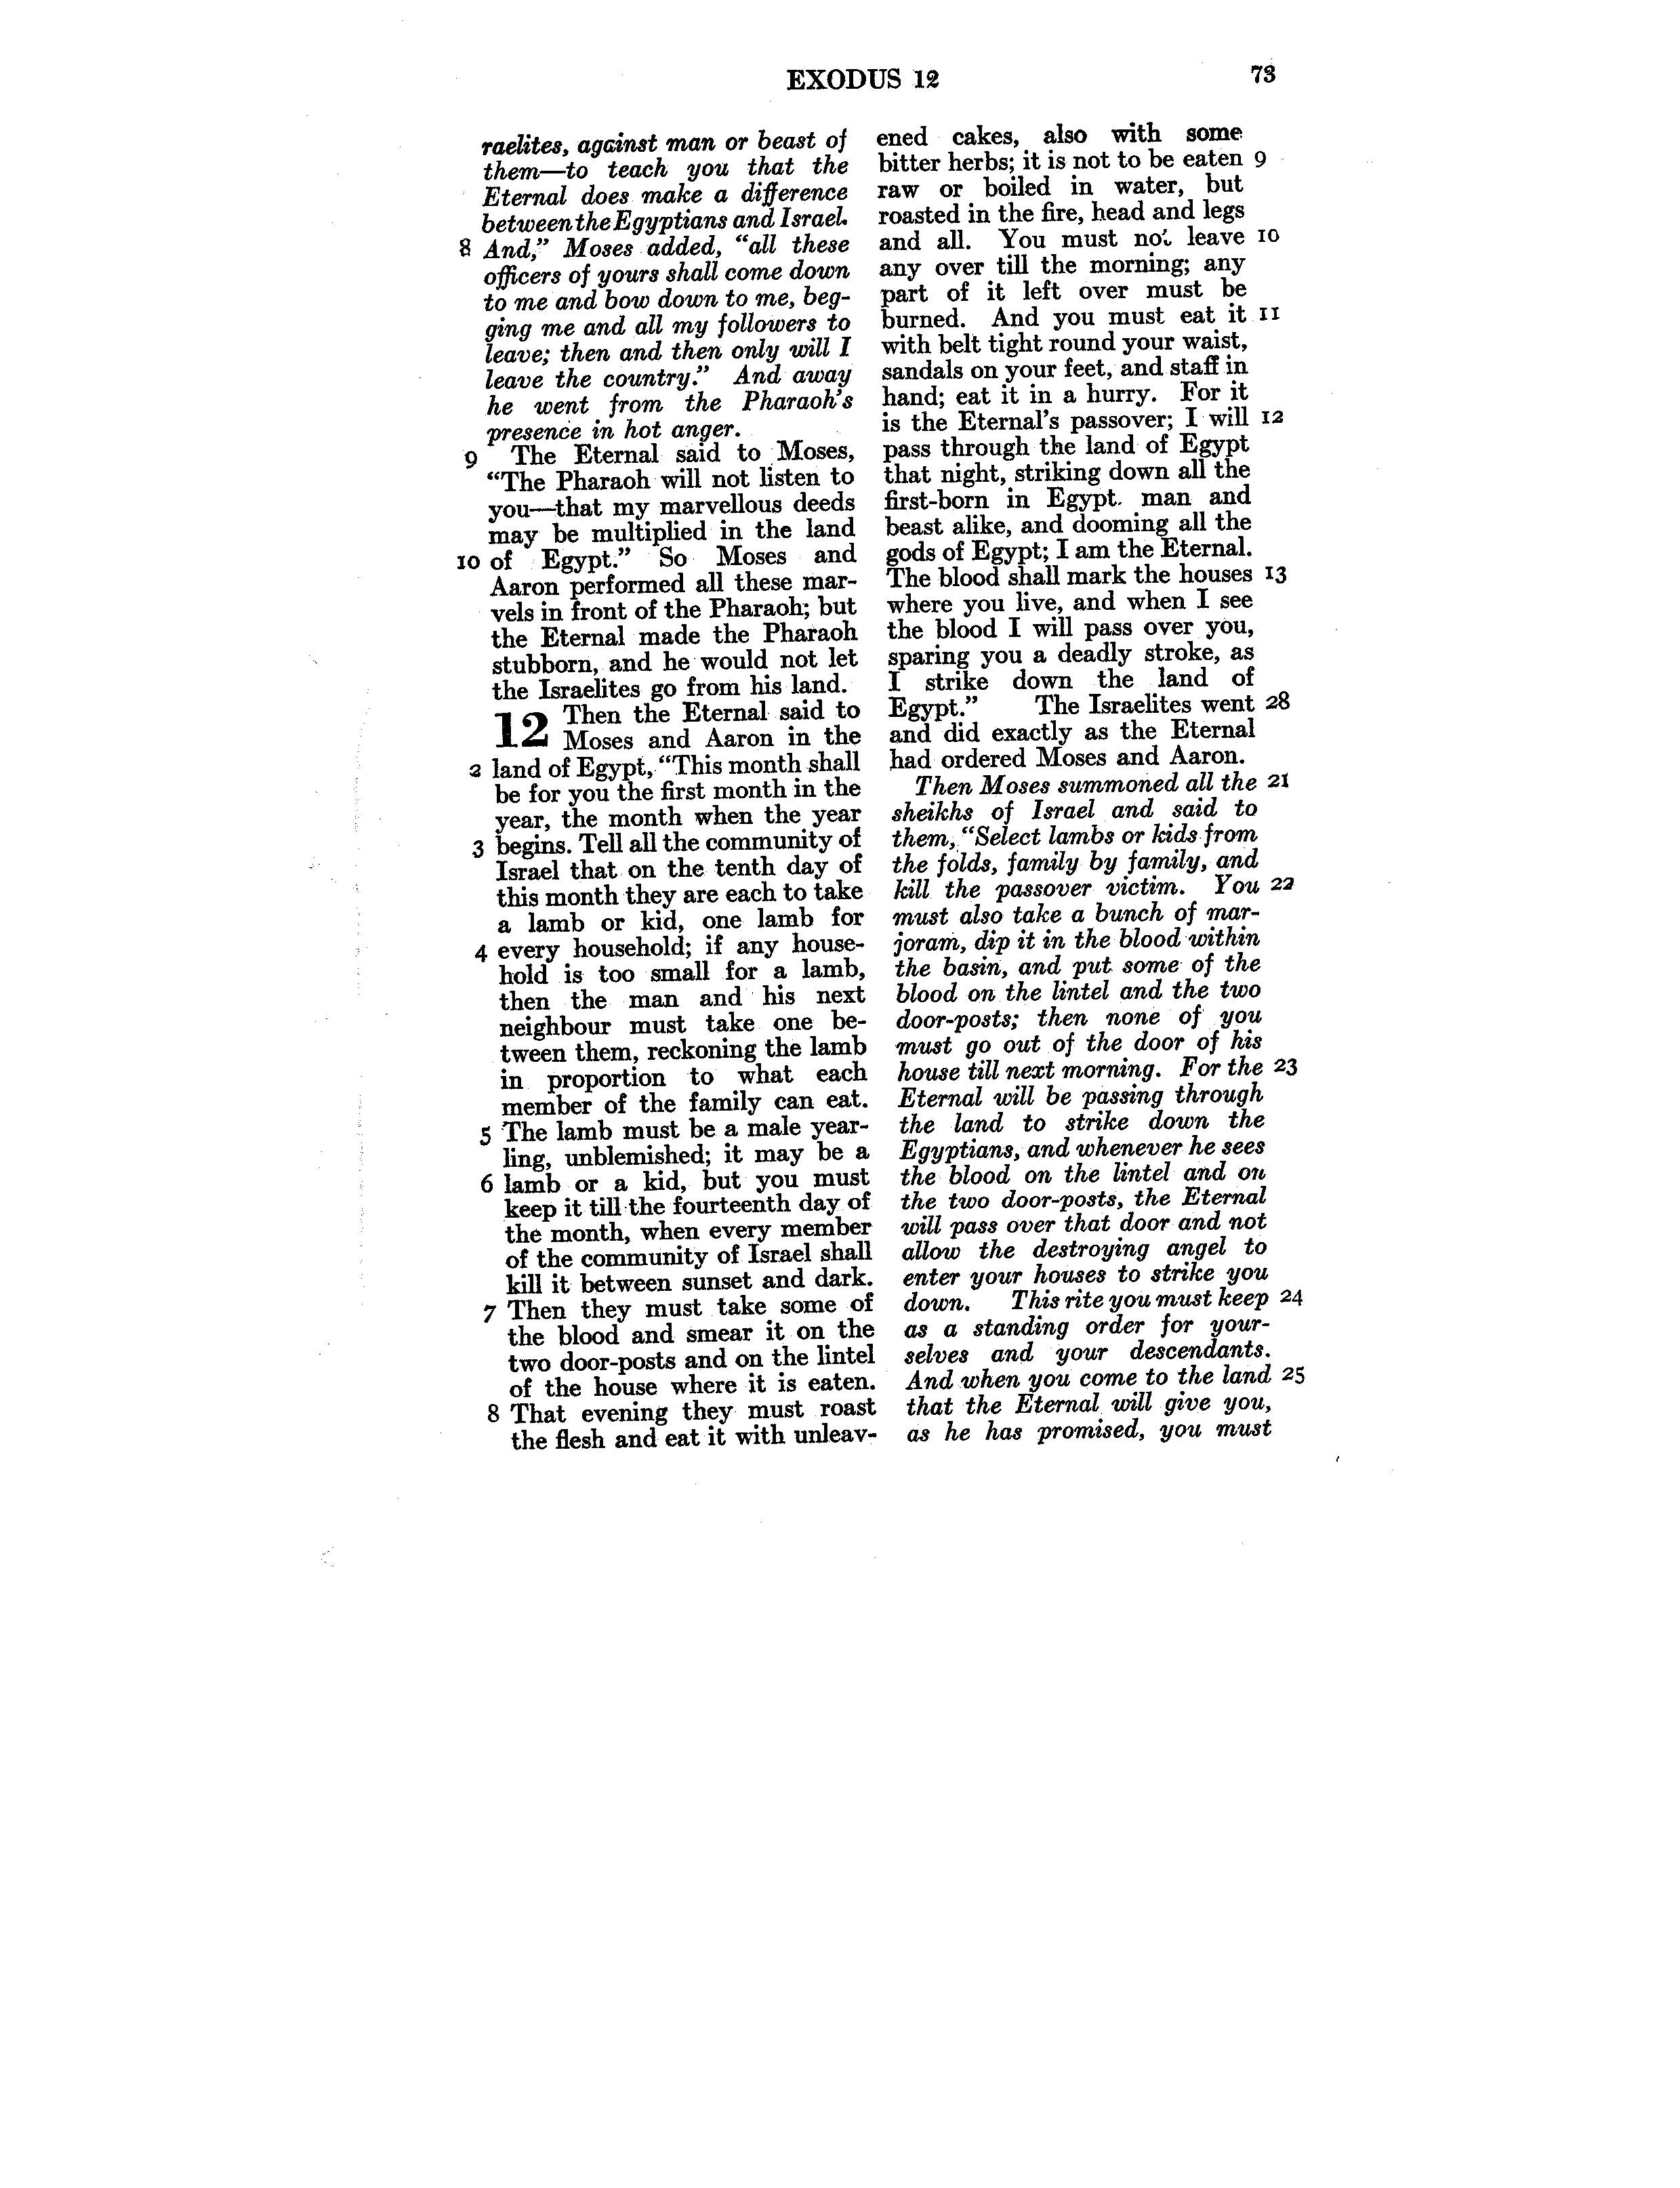 EXODUS 12
73
raelites, against man or beast of
them—to teach you that the
Eternal does make a difference
between the Egyptians and Israel.
8 And," Moses added, "all these
officers of yours shall come down
to me and bow down to me, beg-
ging me and all my followers to
leave; then and then only will I
leave the country." And away
he went from the Pharaoh's
presence in hot anger.
9 The Eternal said to Moses,
"The Pharaoh will not listen to
you—that my marvellous deeds
may be multiplied in the land
10 of Egypt." So Moses and
Aaron performed all these mar-
vels in front of the Pharaoh; but
the Eternal made the Pharaoh
stubborn, and he would not let
the Israelites go from his land.
12 Then the Eternal said to
Moses and Aaron in the
2 land of Egypt, "This month shall
be for you the first month in the
year, the month when the year
3 begins. Tell all the community of
Israel that on the tenth day of
this month they are each to take
a lamb or kid, one lamb for
4 every household; if any house-
hold is too small for a lamb,
then the man and his next
neighbour must take one be-
tween them, reckoning the lamb
in proportion to what each
member of the family can eat.
5 The lamb must be a male year-
ling, unblemished; it may be a
6 lamb or a kid, but you must
keep it till the fourteenth day of
the month, when every member
of the community of Israel shall
kill it between sunset and dark.
7 Then they must take some of
the blood and smear it on the
two door-posts and on the lintel
of the house where it is eaten.
8 That evening they must roast
the flesh and eat it with unleav-
ened cakes, also with some
bitter herbs; it is not to be eaten 9
raw or boiled in water, but
roasted in the fire, head and legs
and all. You must not leave 10
any over till the morning; any
part of it left over must be
burned. And you must eat it 11
with belt tight round your waist,
sandals on your feet, and staff in
hand; eat it in a hurry. For it
is the Eternal's passover; I will 12
pass through the land of Egypt
that night, striking down all the
first-born in Egypt. man and
beast alike, and dooming all the
gods of Egypt; I am the Eternal.
The blood shall mark the houses 13
where you live, and when I see
the blood I will pass over you,
sparing you a deadly stroke, as
I strike down the land of
Egypt." The Israelites went 28
and did exactly as the Eternal
had ordered Moses and Aaron.
Then Moses summoned all the 21
sheikhs of Israel and said to
them, "Select lambs or kids from
the folds, family by family, and
kill the passover victim. You 22
must also take a bunch of mar-
joram, dip it in the blood within
the basin, and put some of the
blood on the lintel and the two
door-posts; then none of you
must go out of the door of his
house till next morning. For the 23
Eternal will be passing through
the land to strike down the
Egyptians, and whenever he sees
the blood on the lintel and on
the two door-posts, the Eternal
will pass over that door and not
allow the destroying angel to
enter your houses to strike you
down. This rite you must keep 24
as a standing order for your-
selves and your descendants.
And when you come to the land 25
that the Eternal will give you,
as he has promised, you must